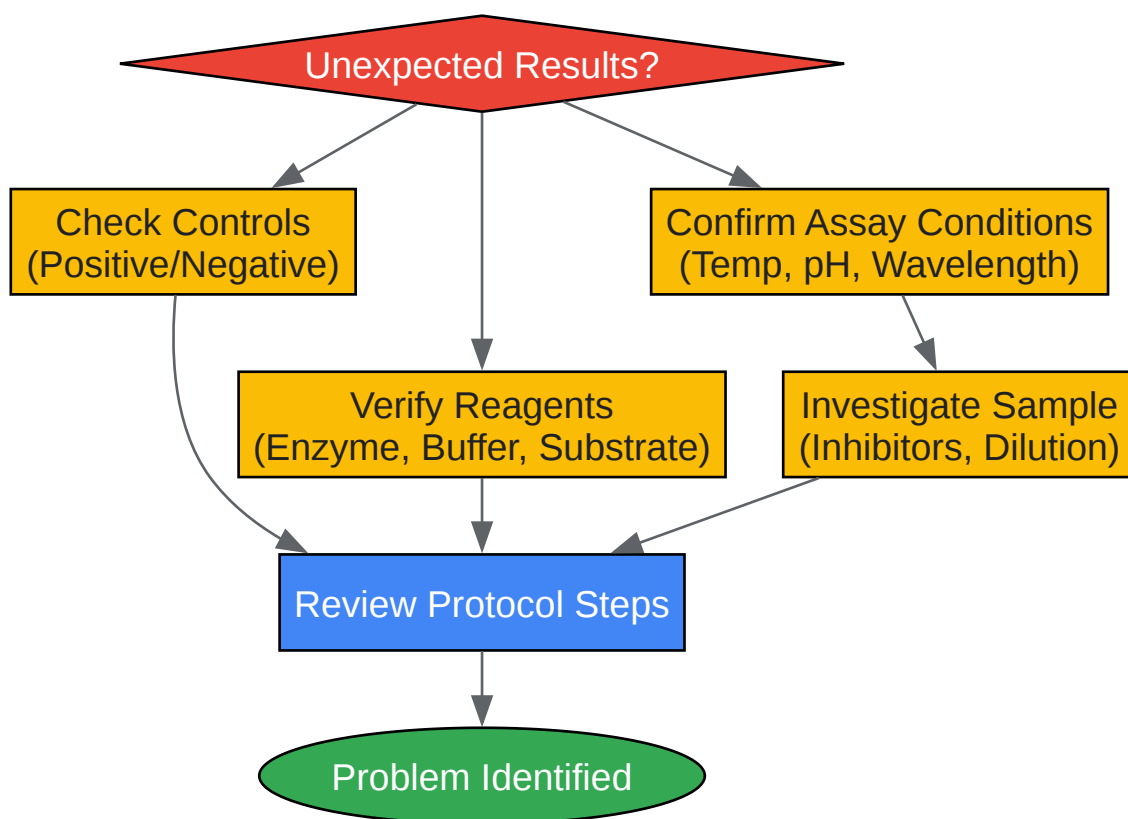 Unexpected Results?
Check Controls
(Positive/Negative)
Confirm Assay Conditions
(Temp, pH, Wavelength)
Verify Reagents
(Enzyme, Buffer, Substrate)
Investigate Sample
(Inhibitors, Dilution)
Review Protocol Steps
Problem Identified